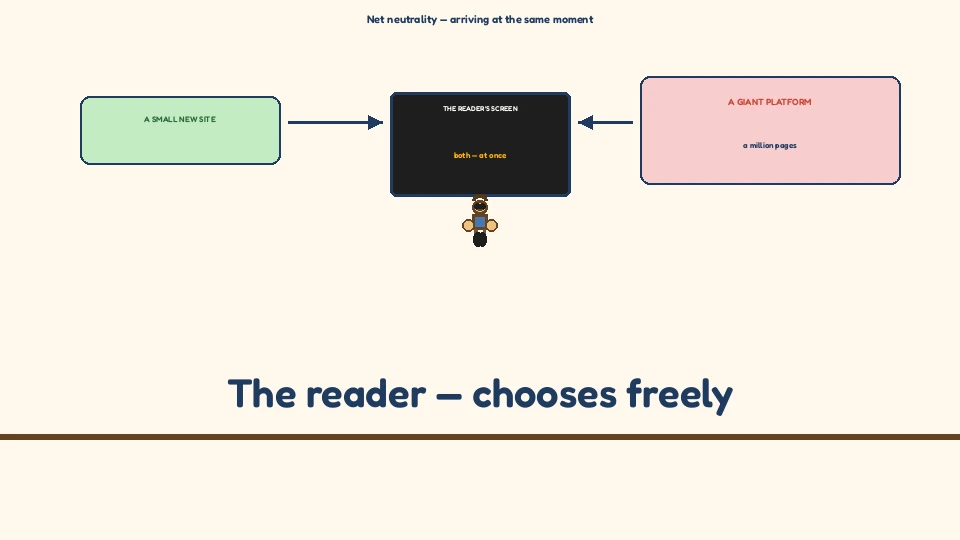 Net neutrality — arriving at the same moment
A SMALL NEW SITE
THE READER'S SCREEN
both — at once
A GIANT PLATFORM
a million pages
The reader — chooses freely